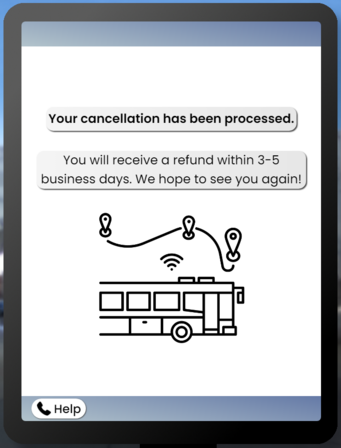 Your cancellation has been processed.
You will receive a refund within 3-5
business days. We hope to see you again!
Help